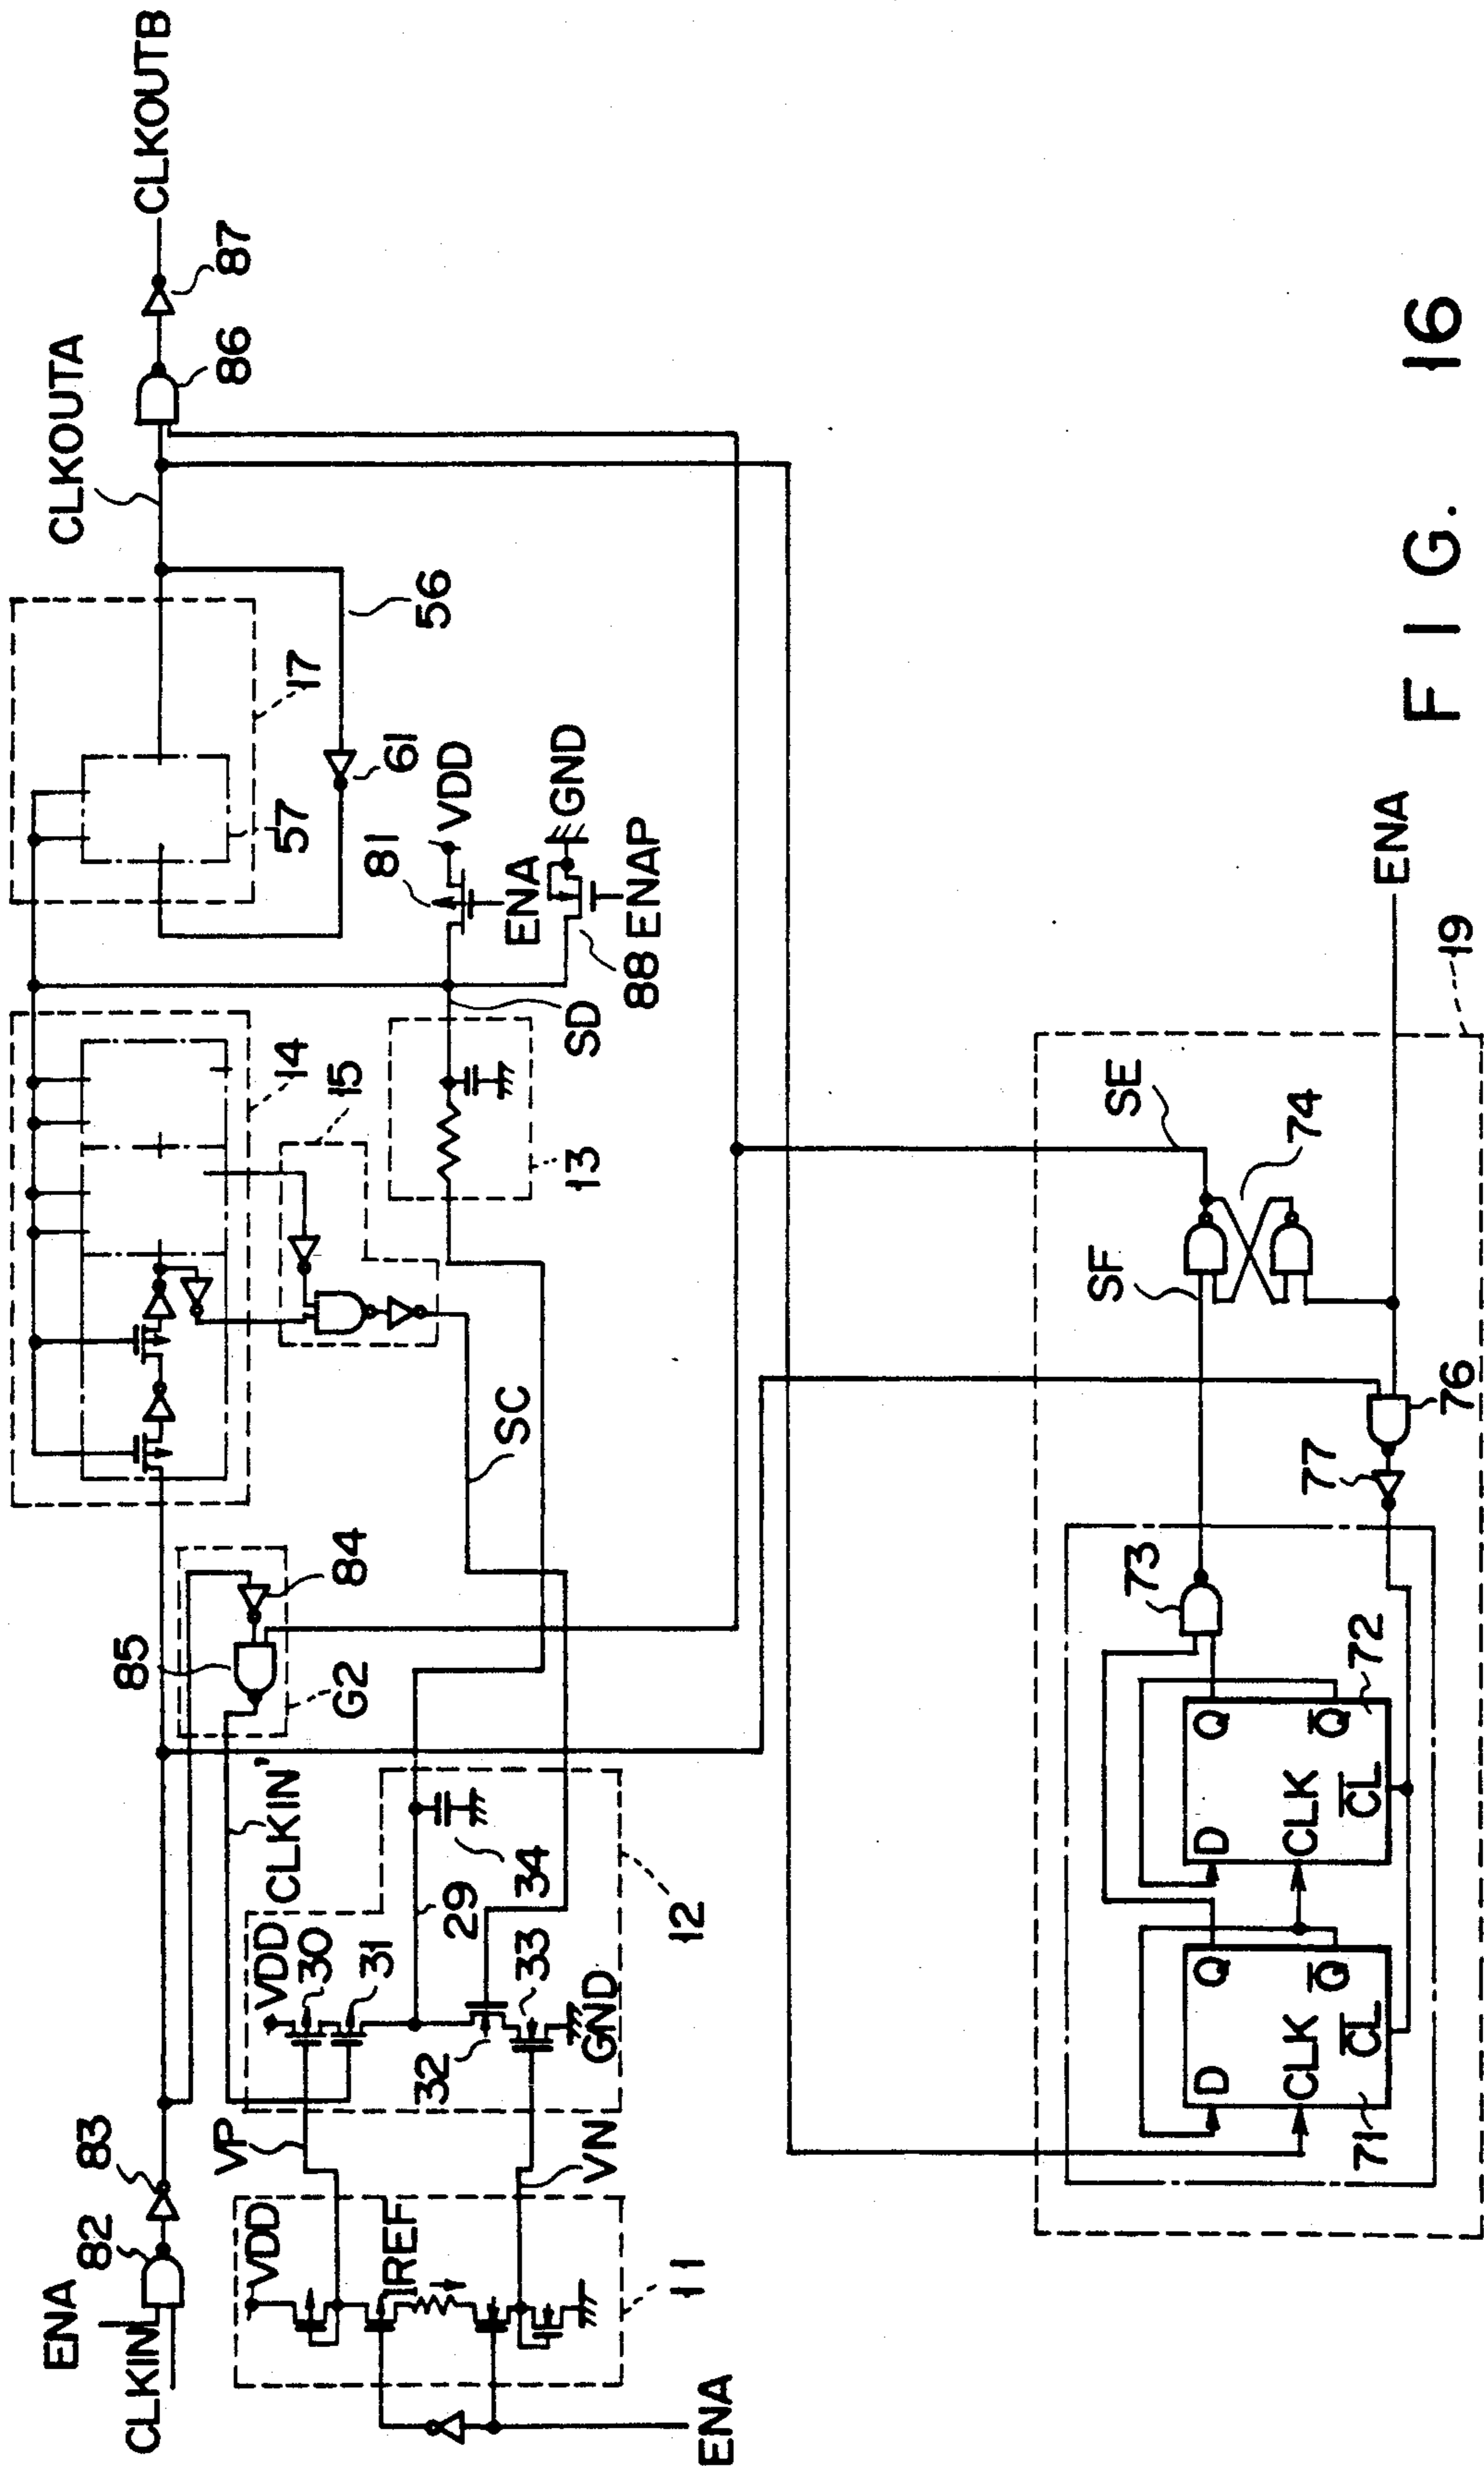 ENA
CLKIN
82
83
CLKIN'
85
84
G2
14
15
17
57
56
61
CLKOUTA
86
87
CLKOUTB
VDD
IREF
11
ENA
VP
VN
VDD
30
31
29
34
32
33
GND
12
SC
13
SD
81
VDD
ENA
GND
88
ENAP
D
Q
CLK
Q
CL
71
D
Q
CLK
Q
CL
72
73
SF
SE
74
77
76
ENA
19
FIG. 16